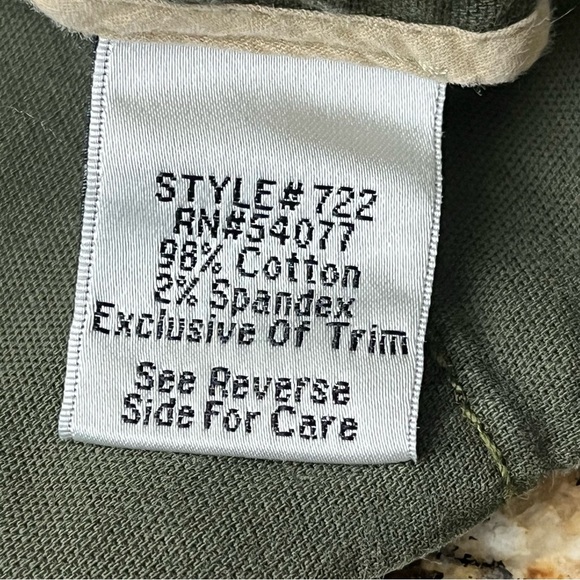 STYLE# 722
RN#54077
98% Cotton
2% Spandex
Exclusive Of Trim
See Reverse
Side For Care